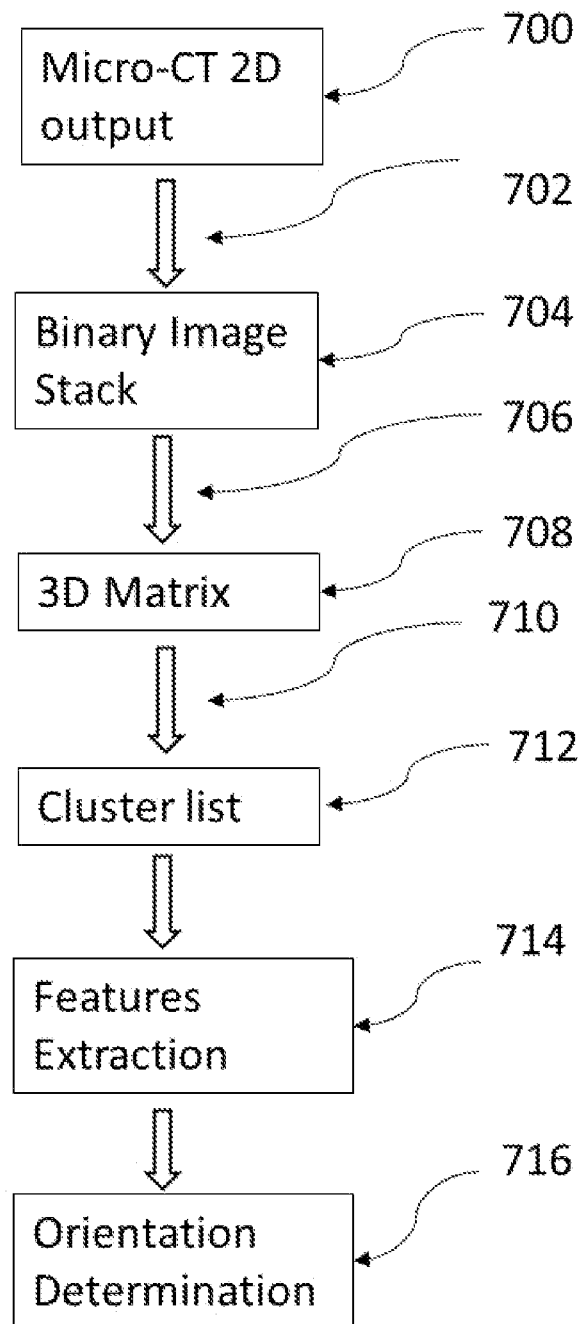 700
Micro-CT 2D
output
702
Binary Image
Stack
704
706
3D Matrix
708
710
Cluster list
712
Features
Extraction
714
Orientation
Determination
716